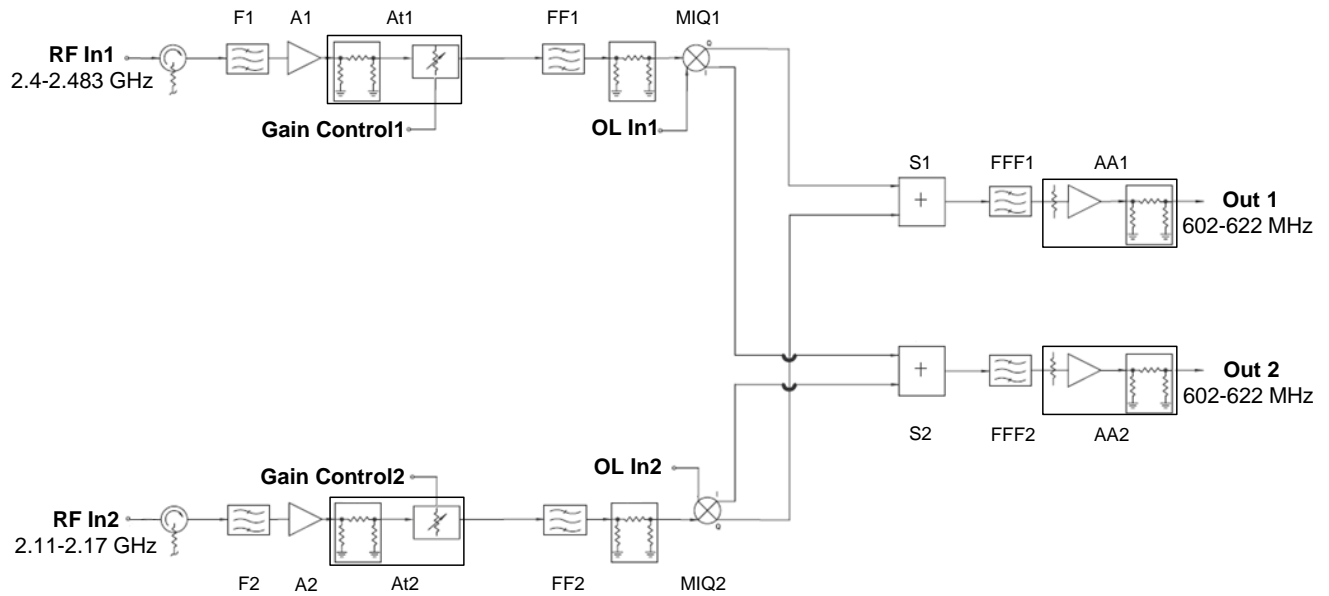 F1 A1 At1 FF1 MIQ1
RF In1
2.4-2.483 GHz
Q
I
Gain Control1
OL In1
S1 FFF1 AA1
+
Out 1
602-622 MHz
+
Out 2
602-622 MHz
S2 FFF2 AA2
Gain Control2
OL In2
I
Q
RF In2
2.11-2.17 GHz
F2 A2 At2 FF2 MIQ2